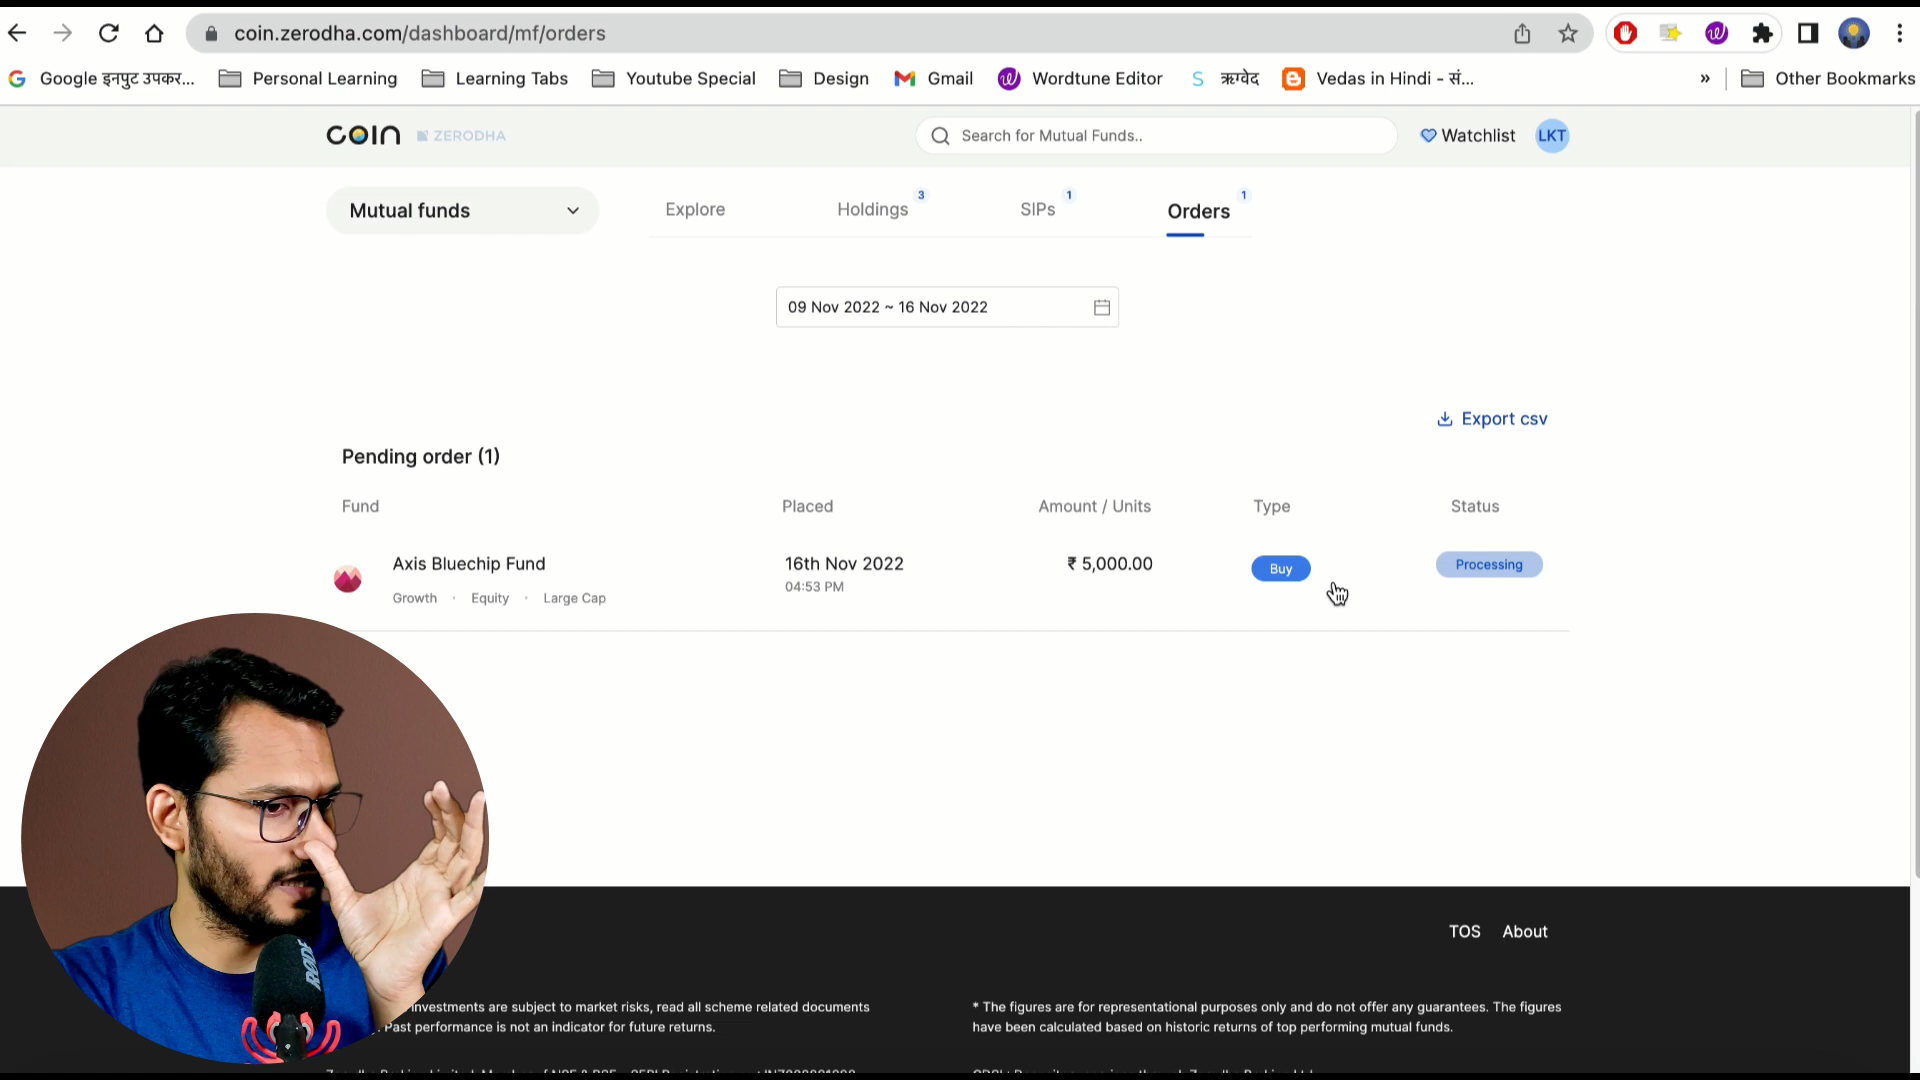 coin.zerodha.com/dashboard/mf/orders
Google इनपुट उपकर... Personal Learning Learning Tabs Youtube Special Design Gmail Wordtune Editor S ऋग्वेद Vedas in Hindi - सं... » Other Bookmarks
coin ZERODHA Search for Mutual Funds.. Watchlist LKT
Mutual funds Explore Holdings 3 SIPs 1 Orders 1
09 Nov 2022 ~ 16 Nov 2022
Export csv
Pending order (1)
Fund Placed Amount / Units Type Status
Axis Bluechip Fund 16th Nov 2022 ₹ 5,000.00 Buy Processing
04:53 PM
Growth · Equity · Large Cap
TOS About
investments are subject to market risks, read all scheme related documents
Past performance is not an indicator for future returns.
* The figures are for representational purposes only and do not offer any guarantees. The figures
have been calculated based on historic returns of top performing mutual funds.
RØDE